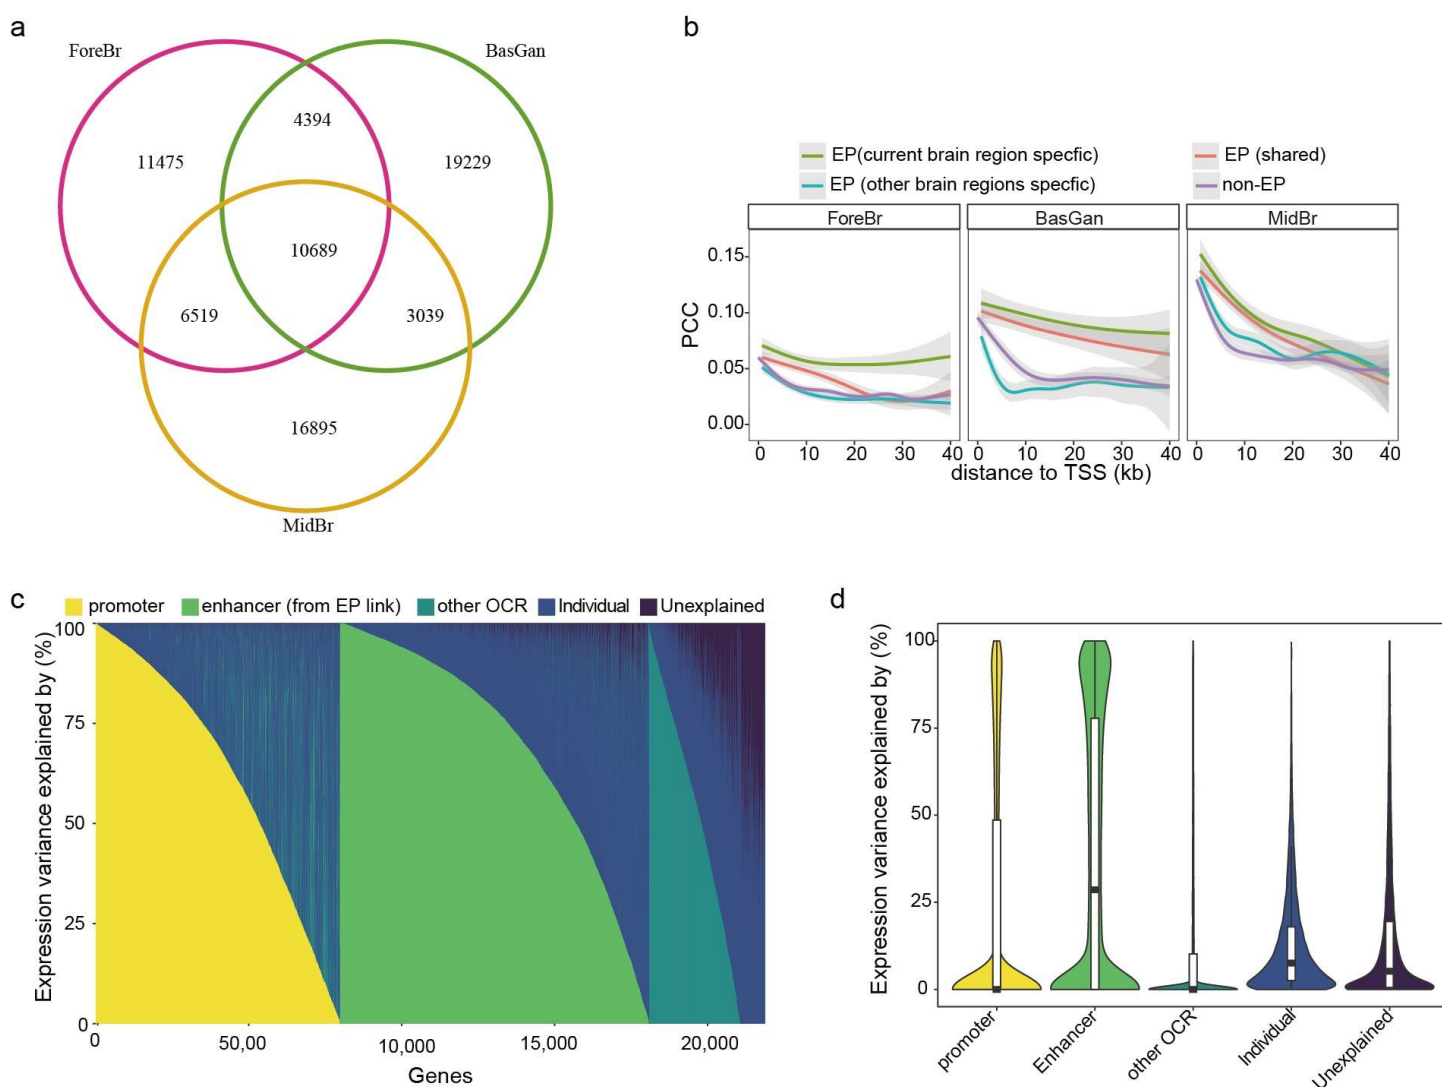 a
ForeBr
BasGan
4394
11475
19229
10689
6519
3039
16895
MidBr
b
EP(current brain region specfic)
EP (shared)
EP (other brain regions specfic)
non-EP
ForeBr
BasGan
MidBr
PCC
0.15
0.10
0.05
0.00
0 10 20 30 40
0 10 20 30 40
0 10 20 30 40
distance to TSS (kb)
c
promoter
enhancer (from EP link)
other OCR
Individual
Unexplained
Expression variance explained by (%)
100
75
50
25
0
0 50,000 10,000 15,000 20,000
Genes
d
Expression variance explained by (%)
100
75
50
25
0
promoter
Enhancer
other OCR
Individual
Unexplained